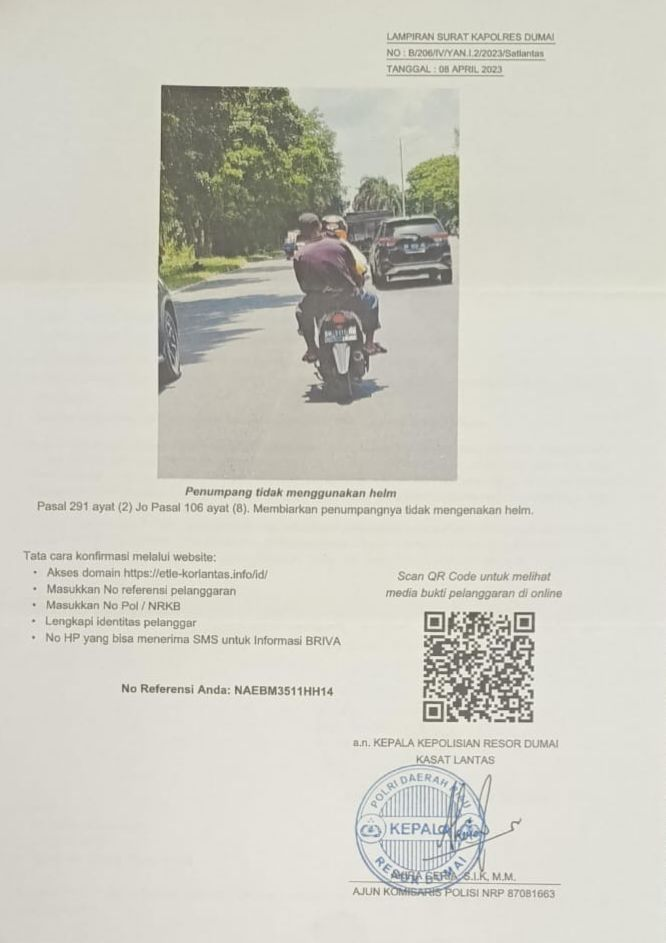 LAMPIRAN SURAT KAPOLRES DUMAI
NO : B/206/IV/YAN.I.2/2023/Satlantas
TANGGAL : 08 APRIL 2023
Penumpang tidak menggunakan helm
Pasal 291 ayat (2) Jo Pasal 106 ayat (8). Membiarkan penumpangnya tidak mengenakan helm.
Tata cara konfirmasi melalui website:
• Akses domain https://etle-korlantas.info/id/
• Masukkan No referensi pelanggaran
• Masukkan No Pol / NRKB
• Lengkapi identitas pelanggar
• No HP yang bisa menerima SMS untuk Informasi BRIVA
Scan QR Code untuk melihat
media bukti pelanggaran di online
No Referensi Anda: NAEBM3511HH14
a.n. KEPALA KEPOLISIAN RESOR DUMAI
KASAT LANTAS
POLRI DAERAH RIAU
KEPALA
RESOR DUMAI
S.I.K, M.M.
AJUN KOMISARIS POLISI NRP 87081663